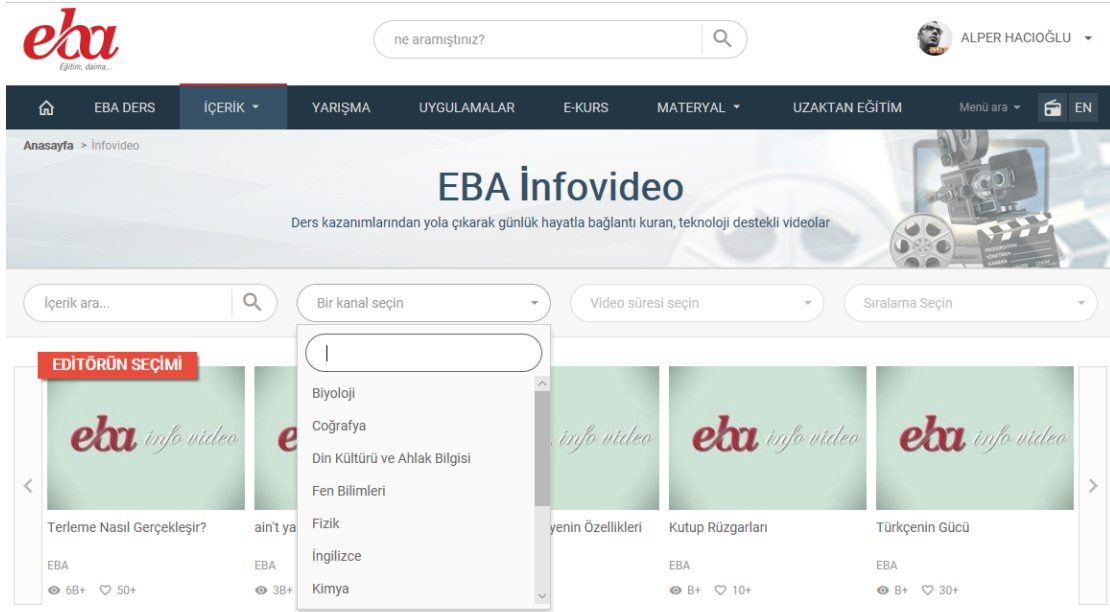 eba
Eğitim, daima...
ne aramıştınız?
ALPER HACIOĞLU
EBA DERS
İÇERİK
YARIŞMA
UYGULAMALAR
E-KURS
MATERYAL
UZAKTAN EĞİTİM
Menü ara
EN
Anasayfa > İnfovideo
EBA İnfovideo
Ders kazanımlarından yola çıkarak günlük hayatla bağlantı kuran, teknoloji destekli videolar
PRODÜKSİYON
YÖNETMEN
KAMERA
İçerik ara...
Bir kanal seçin
Video süresi seçin
Sıralama Seçin
EDİTÖRÜN SEÇİMİ
Biyoloji
Coğrafya
Din Kültürü ve Ahlak Bilgisi
Fen Bilimleri
Fizik
İngilizce
Kimya
eba info video
e
info video
eba info video
eba info video
Terleme Nasıl Gerçekleşir?
ain't ya
yenin Özellikleri
Kutup Rüzgarları
Türkçenin Gücü
EBA
EBA
EBA
EBA
6B+ 50+
3B+
B+ 10+
B+ 30+